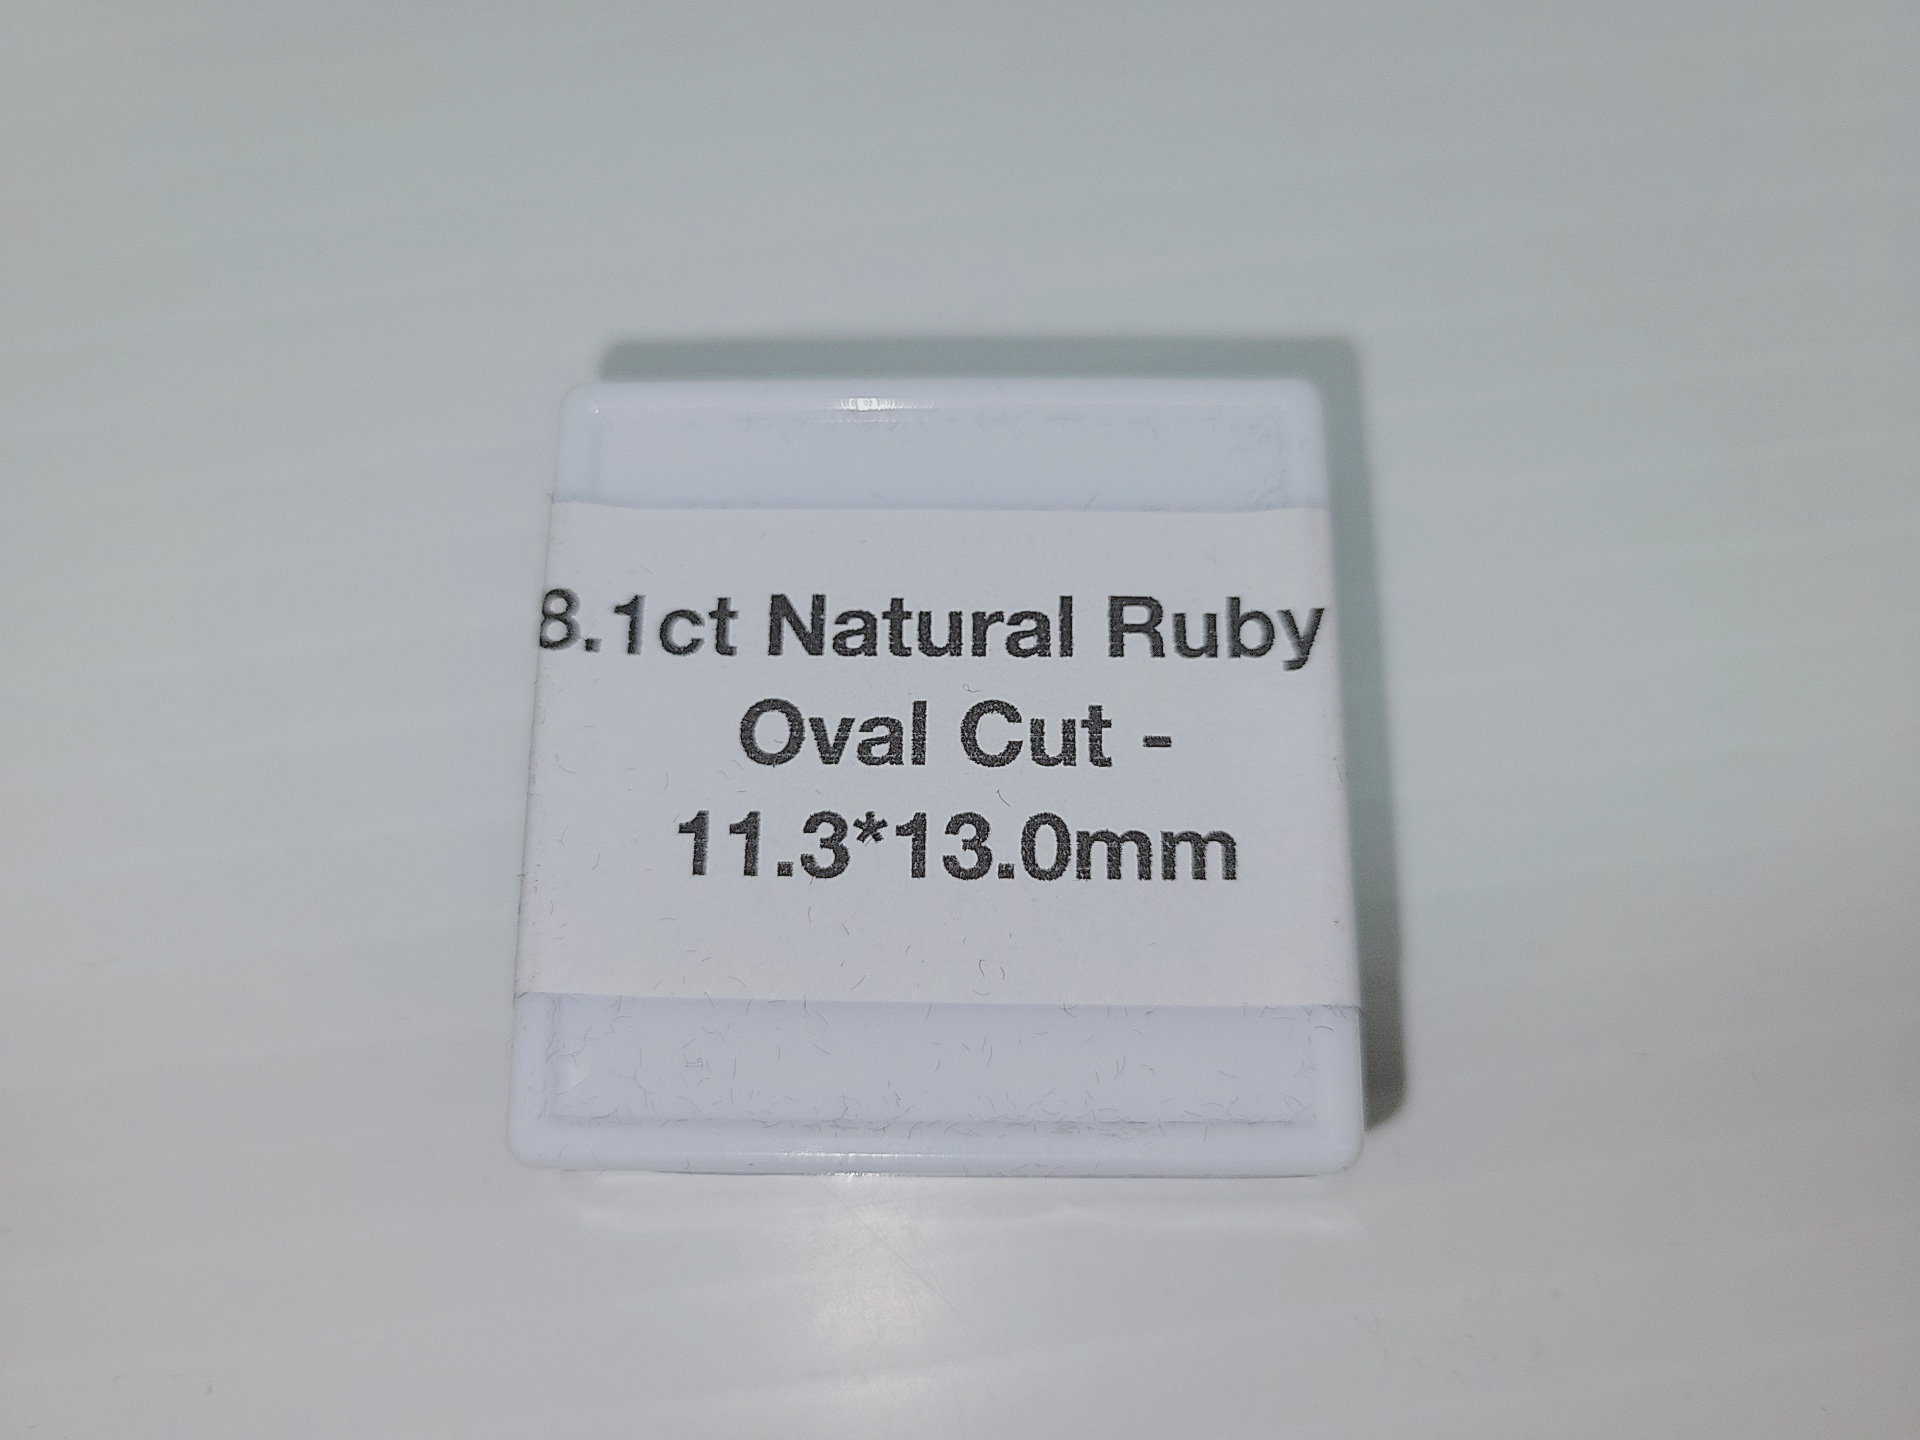 8.1ct Natural Ruby
Oval Cut -
11.3*13.0mm